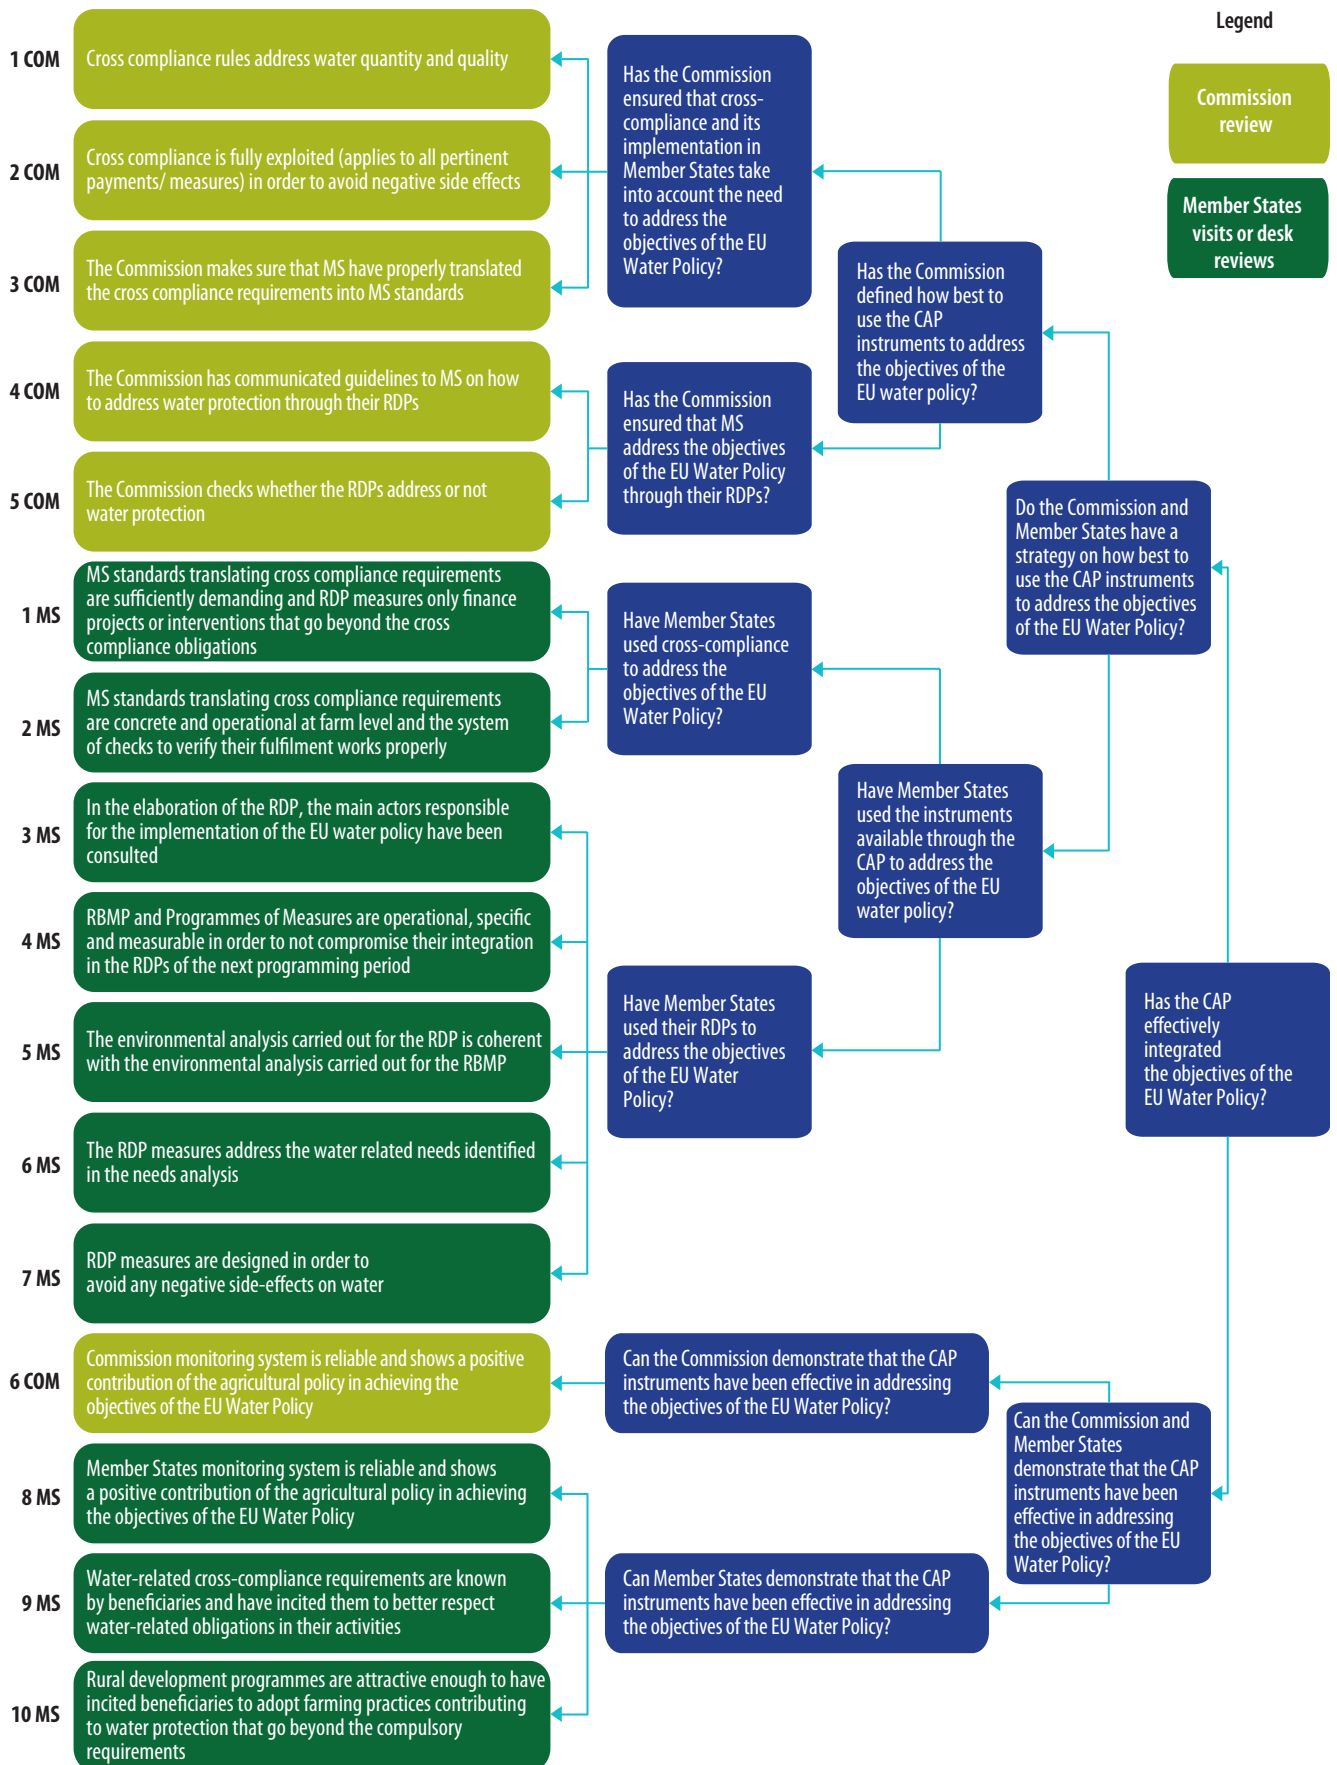 Legend
Commission
review
Member States
visits or desk
reviews
1 COM
Cross compliance rules address water quantity and quality
2 COM
Cross compliance is fully exploited (applies to all pertinent
payments/ measures) in order to avoid negative side effects
3 COM
The Commission makes sure that MS have properly translated
the cross compliance requirements into MS standards
4 COM
The Commission has communicated guidelines to MS on how
to address water protection through their RDPs
5 COM
The Commission checks whether the RDPs address or not
water protection
1 MS
MS standards translating cross compliance requirements
are sufficiently demanding and RDP measures only finance
projects or interventions that go beyond the cross
compliance obligations
2 MS
MS standards translating cross compliance requirements
are concrete and operational at farm level and the system
of checks to verify their fulfilment works properly
3 MS
In the elaboration of the RDP, the main actors responsible
for the implementation of the EU water policy have been
consulted
4 MS
RBMP and Programmes of Measures are operational, specific
and measurable in order to not compromise their integration
in the RDPs of the next programming period
5 MS
The environmental analysis carried out for the RDP is coherent
with the environmental analysis carried out for the RBMP
6 MS
The RDP measures address the water related needs identified
in the needs analysis
7 MS
RDP measures are designed in order to
avoid any negative side-effects on water
6 COM
Commission monitoring system is reliable and shows a positive
contribution of the agricultural policy in achieving the
objectives of the EU Water Policy
8 MS
Member States monitoring system is reliable and shows
a positive contribution of the agricultural policy in achieving
the objectives of the EU Water Policy
9 MS
Water-related cross-compliance requirements are known
by beneficiaries and have incited them to better respect
water-related obligations in their activities
10 MS
Rural development programmes are attractive enough to have
incited beneficiaries to adopt farming practices contributing
to water protection that go beyond the compulsory
requirements
Has the Commission
ensured that cross-
compliance and its
implementation in
Member States take
into account the need
to address the
objectives of the EU
Water Policy?
Has the Commission
ensured that MS
address the objectives
of the EU Water Policy
through their RDPs?
Have Member States
used cross-compliance
to address the
objectives of the EU
Water Policy?
Have Member States
used their RDPs to
address the objectives
of the EU Water
Policy?
Can the Commission demonstrate that the CAP
instruments have been effective in addressing
the objectives of the EU Water Policy?
Can Member States demonstrate that the CAP
instruments have been effective in addressing
the objectives of the EU Water Policy?
Has the Commission
defined how best to
use the CAP
instruments to address
the objectives of the
EU water policy?
Have Member States
used the instruments
available through the
CAP to address the
objectives of the EU
water policy?
Do the Commission and
Member States have a
strategy on how best to
use the CAP instruments
to address the objectives
of the EU Water Policy?
Can the Commission and
Member States
demonstrate that the CAP
instruments have been
effective in addressing
the objectives of the EU
Water Policy?
Has the CAP
effectively
integrated
the objectives of the
EU Water Policy?